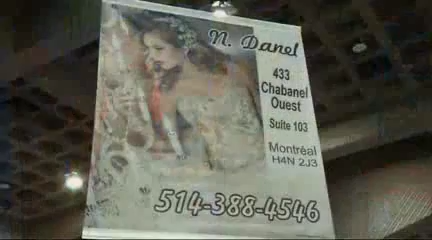 N. Danel
433
Chabanel
Ouest
Suite 103
Montréal
H4N 2J3
514-388-4546